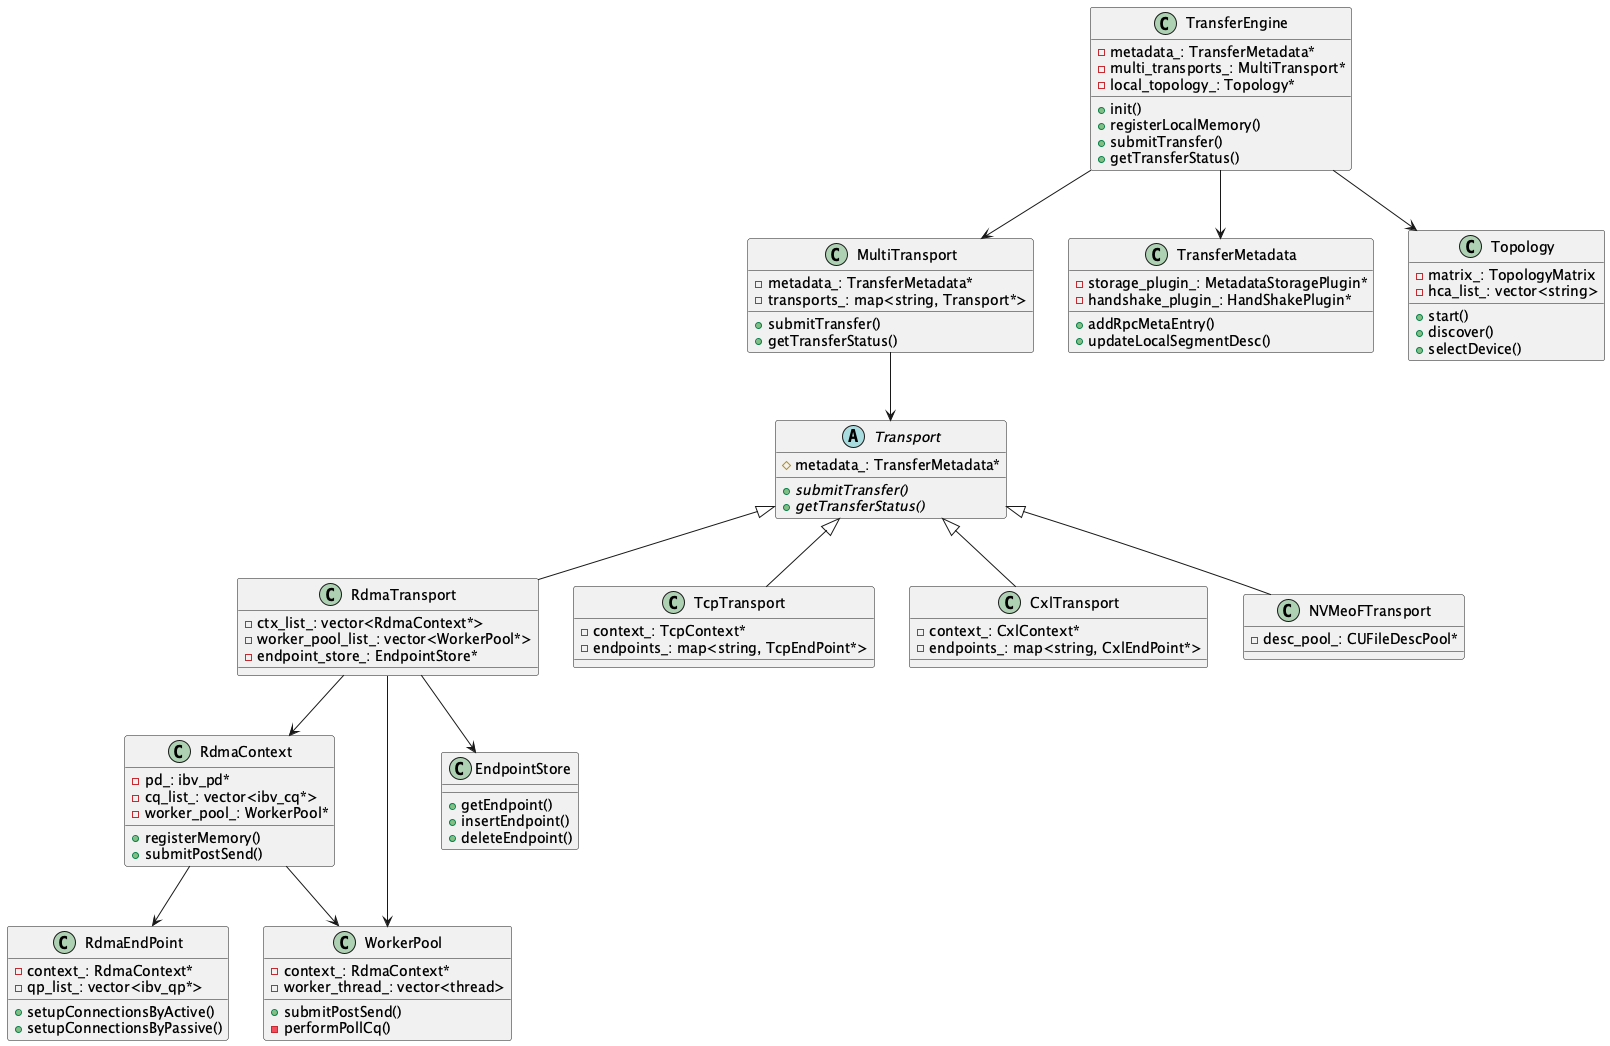 C TransferEngine
metadata_: TransferMetadata*
multi_transports_: MultiTransport*
local_topology_: Topology*
init()
registerLocalMemory()
submitTransfer()
getTransferStatus()
C MultiTransport
metadata_: TransferMetadata*
transports_: map<string, Transport*>
submitTransfer()
getTransferStatus()
C TransferMetadata
storage_plugin_: MetadataStoragePlugin*
handshake_plugin_: HandShakePlugin*
addRpcMetaEntry()
updateLocalSegmentDesc()
C Topology
matrix_: TopologyMatrix
hca_list_: vector<string>
start()
discover()
selectDevice()
A Transport
metadata_: TransferMetadata*
submitTransfer()
getTransferStatus()
C RdmaTransport
ctx_list_: vector<RdmaContext*>
worker_pool_list_: vector<WorkerPool*>
endpoint_store_: EndpointStore*
C TcpTransport
context_: TcpContext*
endpoints_: map<string, TcpEndPoint*>
C CxlTransport
context_: CxlContext*
endpoints_: map<string, CxlEndPoint*>
C NVMeoFTransport
desc_pool_: CUFileDescPool*
C RdmaContext
pd_: ibv_pd*
cq_list_: vector<ibv_cq*>
worker_pool_: WorkerPool*
registerMemory()
submitPostSend()
C EndpointStore
getEndpoint()
insertEndpoint()
deleteEndpoint()
C RdmaEndPoint
context_: RdmaContext*
qp_list_: vector<ibv_qp*>
setupConnectionsByActive()
setupConnectionsByPassive()
C WorkerPool
context_: RdmaContext*
worker_thread_: vector<thread>
submitPostSend()
performPollCq()